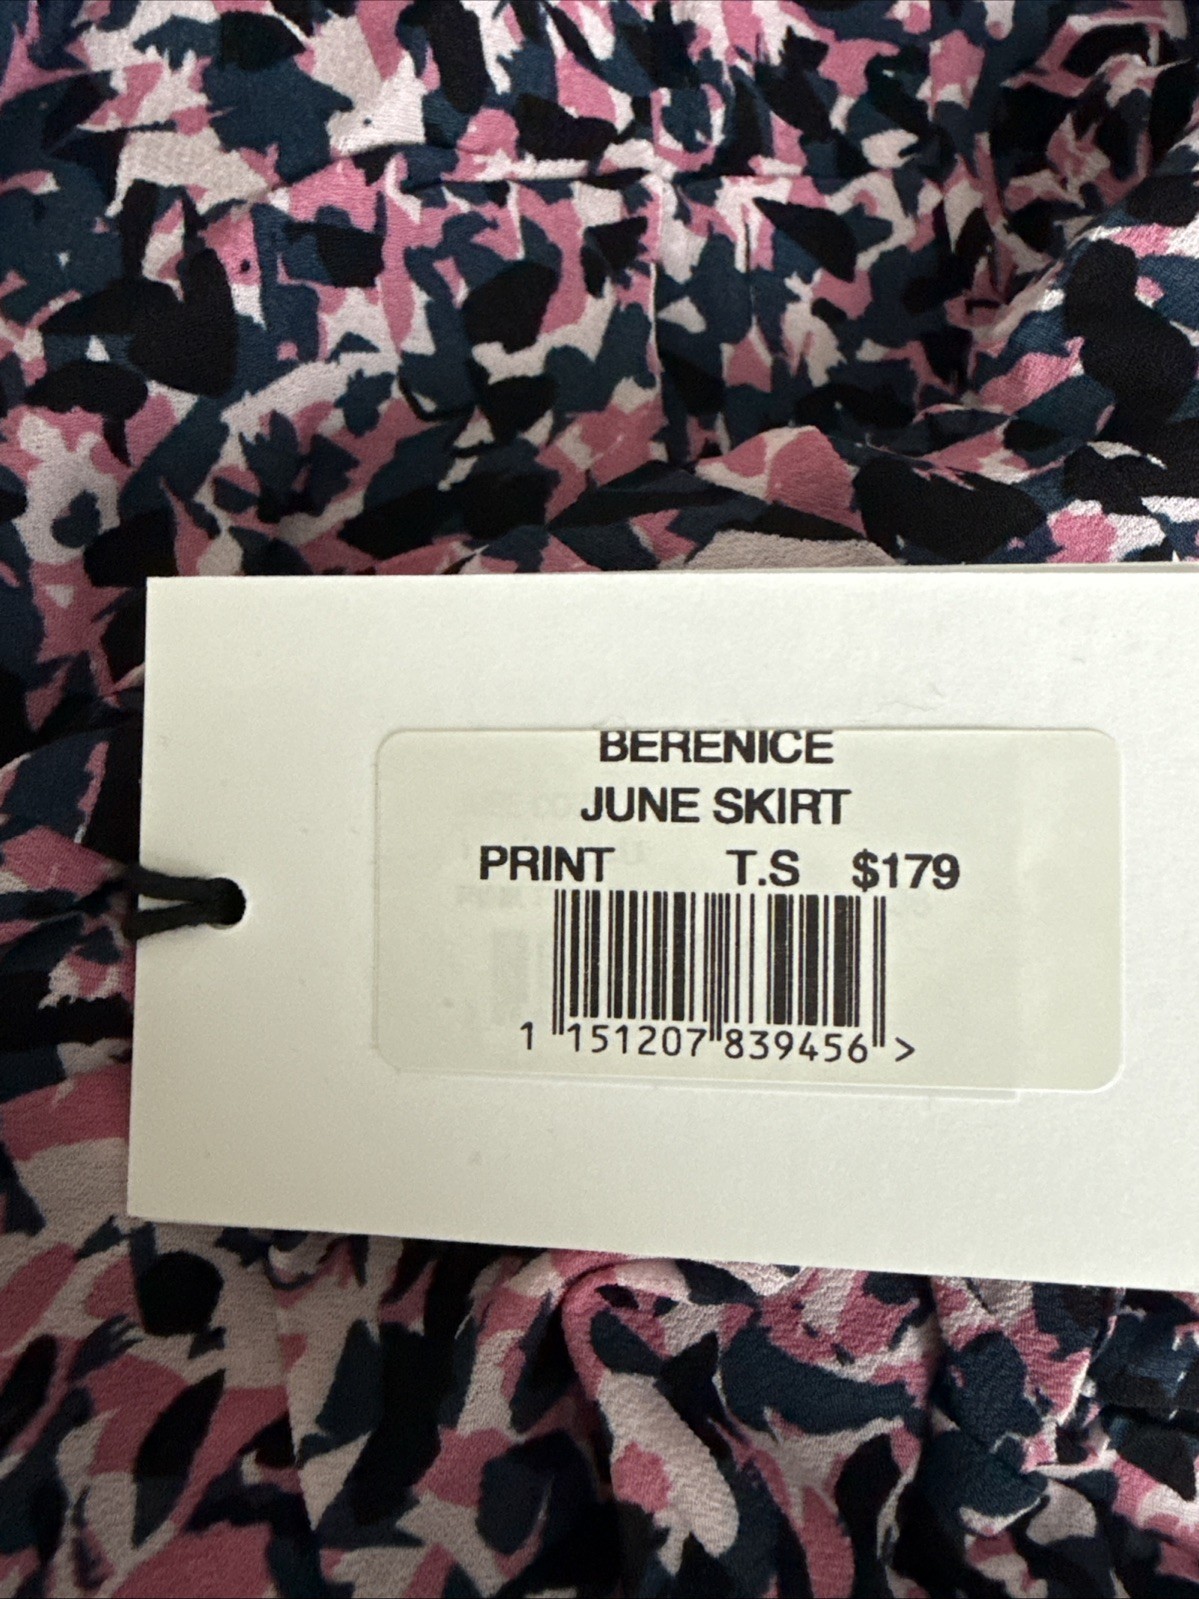 BERENICE
JUNE SKIRT
PRINT T.S $179
1 151207 839456 >